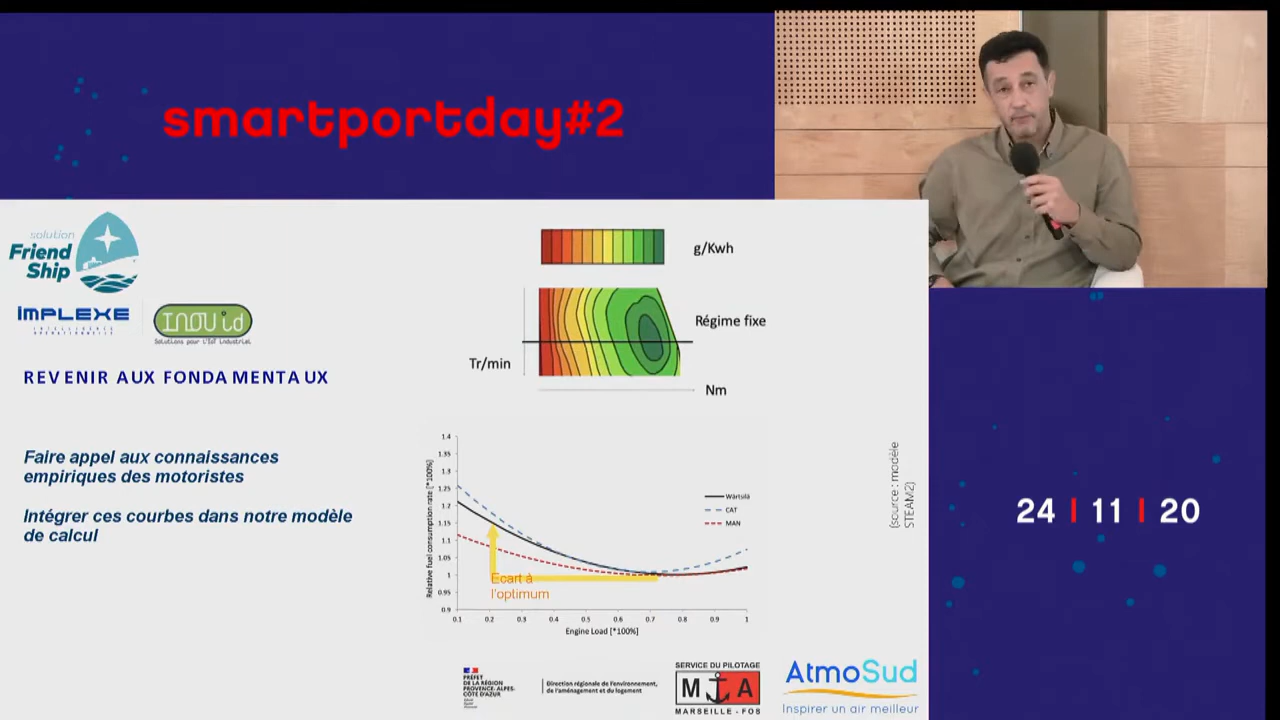 smartportday#2
solution
Friend
Ship
IMPLEXE
INTELLIGENCE OPÉRATIONNELLE
INOVid
Solutions pour l'IoT Industriel
REVENIR AUX FONDAMENTAUX
Faire appel aux connaissances
empiriques des motoristes
Intégrer ces courbes dans notre modèle
de calcul
g/Kwh
Régime fixe
Tr/min
Nm
Relative fuel consumption rate [*100%]
1.4
1.35
1.3
1.25
1.2
1.15
1.1
1.05
1
0.95
0.9
Wärtsilä
CAT
MAN
Ecart à
l'optimum
0.1 0.2 0.3 0.4 0.5 0.6 0.7 0.8 0.9 1
Engine Load [*100%]
(source : modèle
STEAM2)
24 | 11 | 20
PRÉFET
DE LA RÉGION
PROVENCE-ALPES-
CÔTE D'AZUR
Direction régionale de l'environnement,
de l'aménagement et du logement
SERVICE DU PILOTAGE
M A
MARSEILLE - FOS
AtmoSud
Inspirer un air meilleur